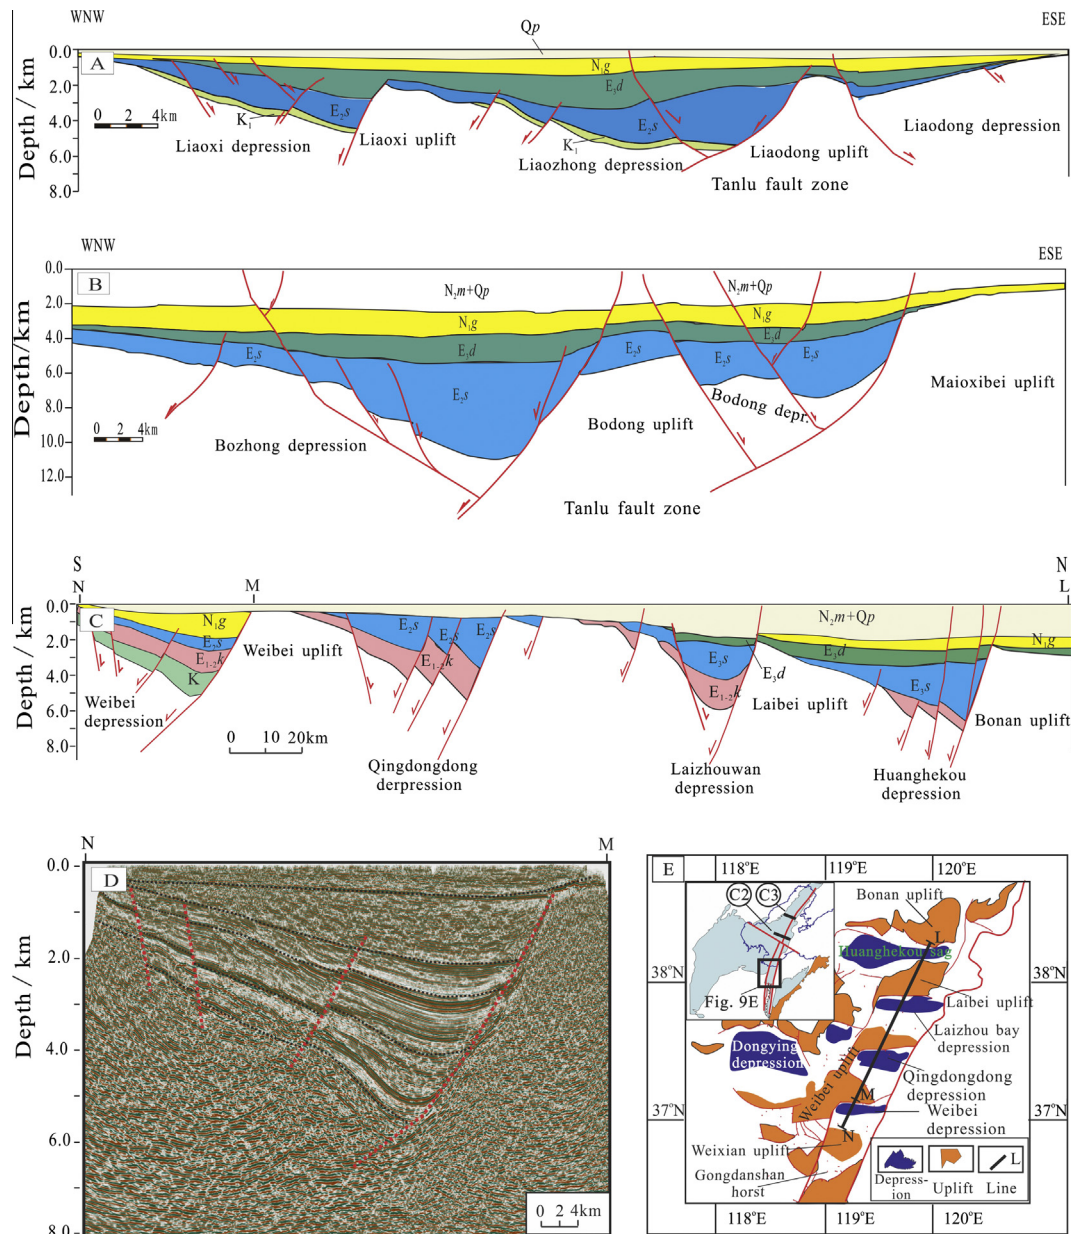 WNW
ESE
Qp
Depth / km
0.0
2.0
4.0
6.0
8.0
A
N₁g
E₃d
E₂s
E₂s
K₁
K₁
0 2 4km
Liaoxi depression
Liaoxi uplift
Liaozhong depression
Liaodong uplift
Liaodong depression
Tanlu fault zone
WNW
ESE
Depth/km
0.0
2.0
4.0
6.0
8.0
10.0
12.0
B
N₂m+Qp
N₂m+Qp
N₁g
N₁g
E₃d
E₃d
E₂s
E₂s
E₂s
E₂s
E₂s
0 2 4km
Bozhong depression
Bodong uplift
Bodong depr.
Maioxibei uplift
Tanlu fault zone
S
N
N
M
L
Depth / km
0.0
2.0
4.0
6.0
8.0
C
N₁g
E₂s
E₁₋₂k
K
Weibei uplift
E₂s
E₂s
E₂s
E₁₋₂k
N₂m+Qp
N₁g
E₃d
E₃d
E₃s
E₃s
E₁₋₂k
Weibei
depression
0 10 20km
Qingdongdong
derpression
Laizhouwan
depression
Laibei uplift
Huanghekou
depression
Bonan uplift
N
M
Depth / km
0.0
2.0
4.0
6.0
8.0
D
0 2 4km
E
118°E
119°E
120°E
C2
C3
Fig. 9E
Bonan uplift
L
Huanghekou sag
38°N
38°N
Laibei uplift
Laizhou bay
depression
Dongying
depression
Weibei uplift
Qingdongdong
depression
M
Weibei
depression
37°N
37°N
N
Weixian uplift
Gongdanshan
horst
L
Depress-
ion
Uplift
Line
118°E
119°E
120°E